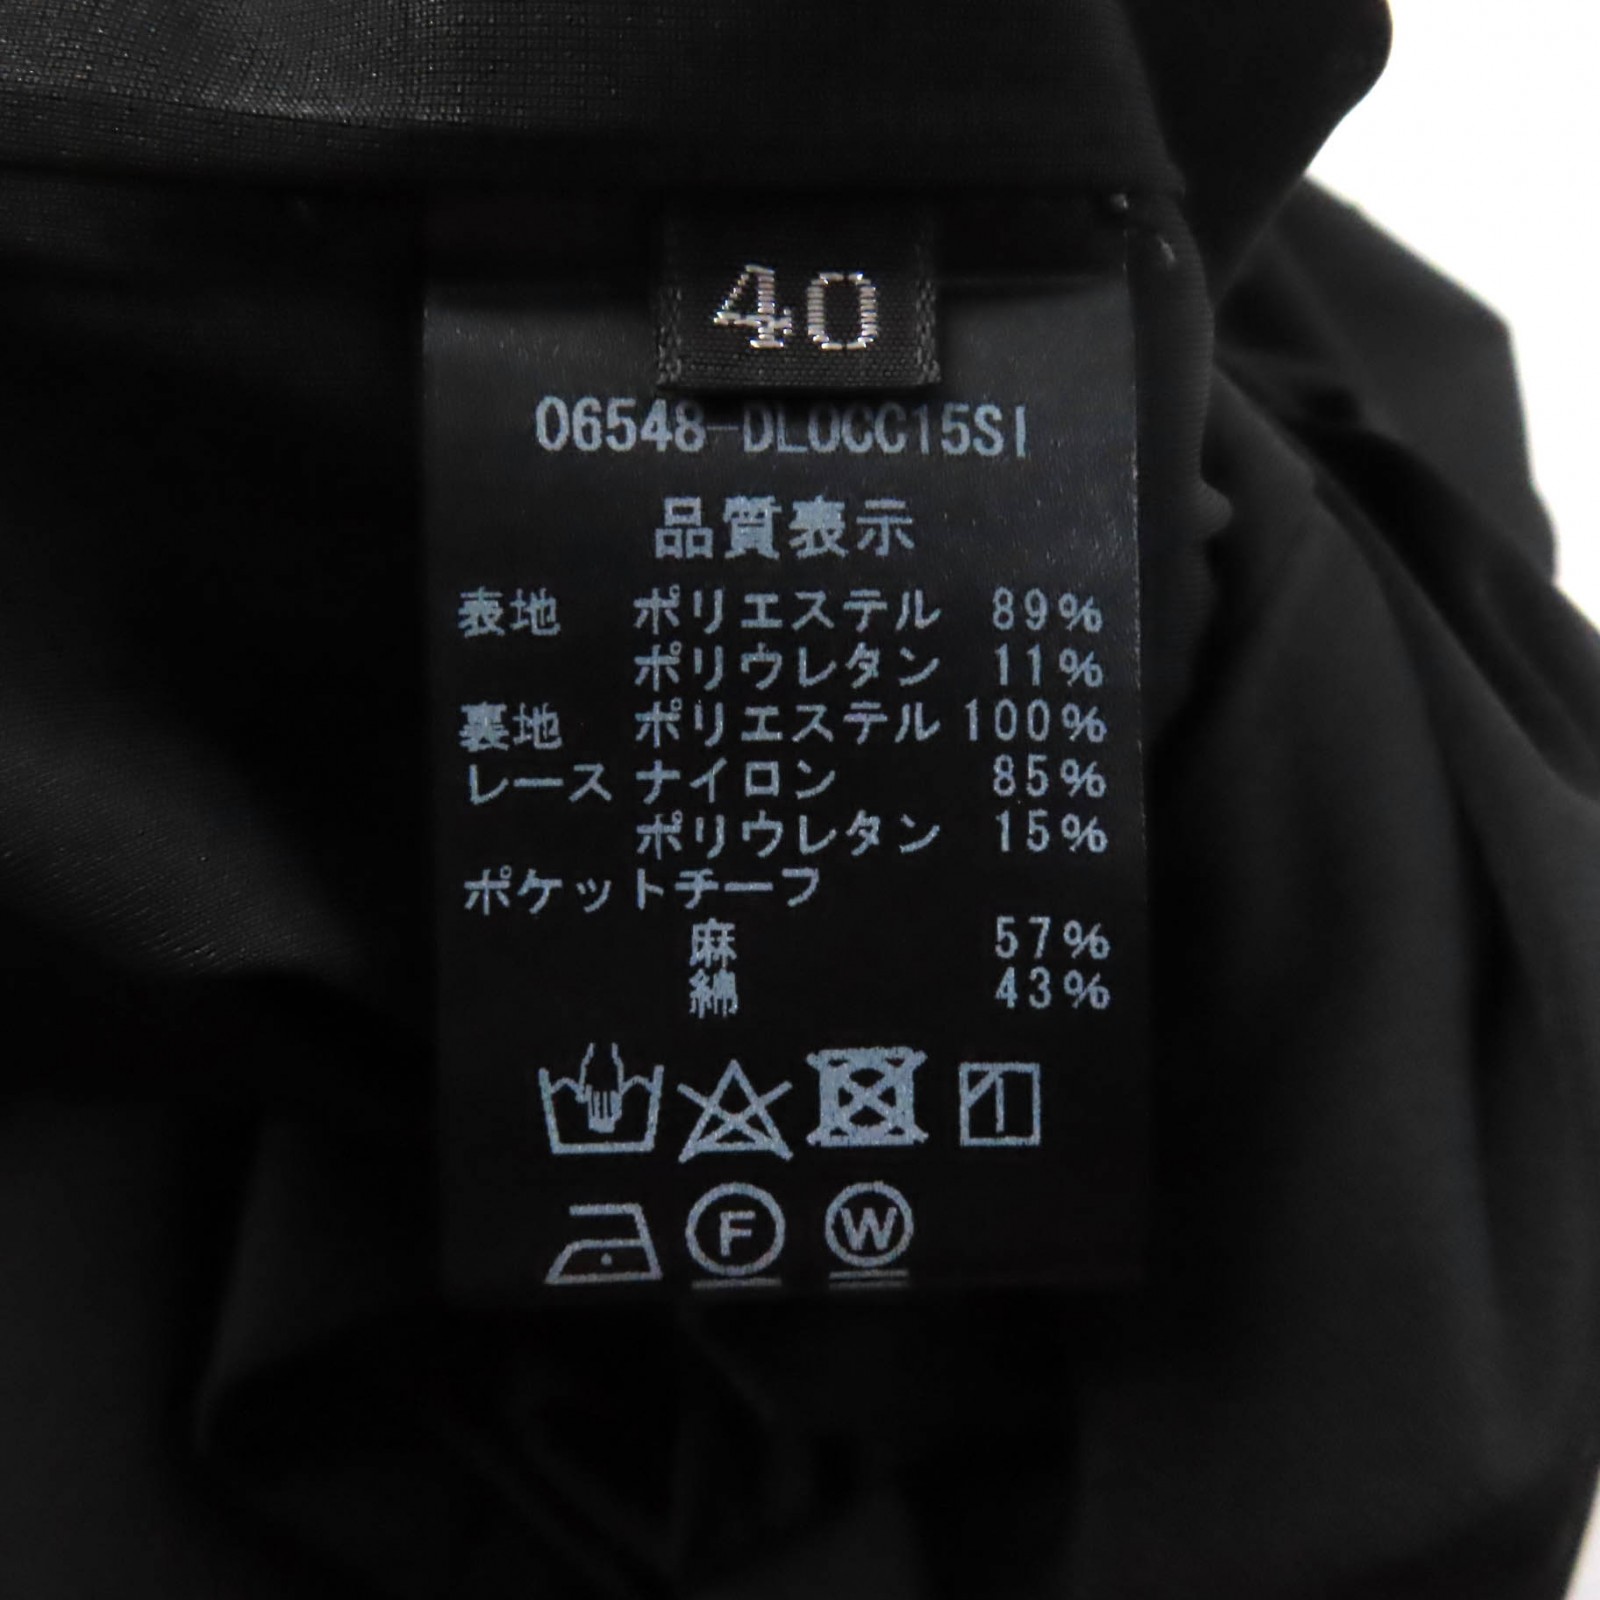 40
06548-DLOCC15SI
品質表示
表地 ポリエステル 89%
ポリウレタン 11%
裏地 ポリエステル 100%
レース ナイロン 85%
ポリウレタン 15%
ポケットチーフ
麻 57%
綿 43%
F W